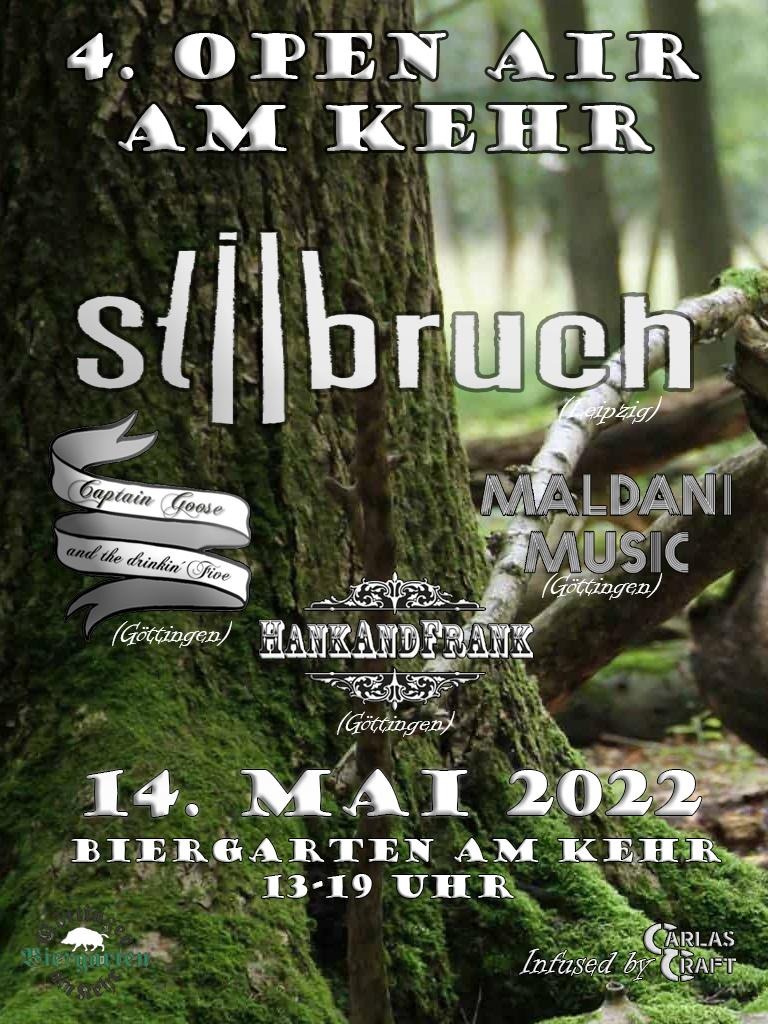 4. OPEN AIR
AM KEHR
stilbruch
(Leipzig)
Captain Goose
and the drinkin' Five
(Göttingen)
MALDANI
MUSIC
(Göttingen)
HANKANDFRANK
(Göttingen)
14. MAI 2022
BIERGARTEN AM KEHR
13-19 UHR
Biergarten
Infused by CARLAS CRAFT